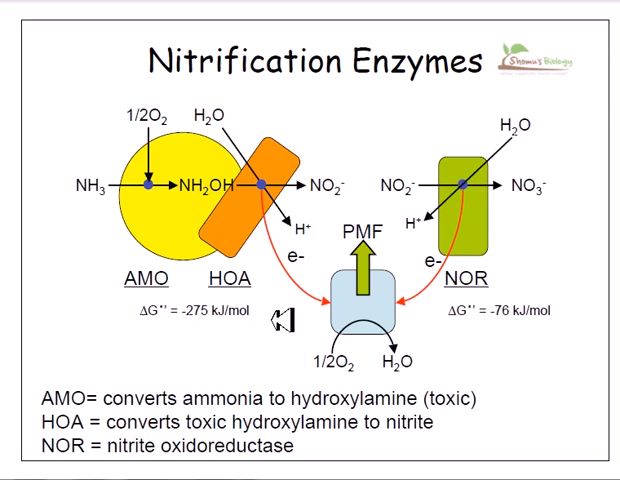 Nitrification Enzymes
Shomu's Biology
1/2O₂ H₂O H₂O
NH₃ NH₂OH NO₂⁻ NO₂⁻ NO₃⁻
H⁺ PMF H⁺
e- e-
AMO HOA NOR
ΔG°' = -275 kJ/mol ΔG°' = -76 kJ/mol
1/2O₂ H₂O
AMO= converts ammonia to hydroxylamine (toxic)
HOA = converts toxic hydroxylamine to nitrite
NOR = nitrite oxidoreductase